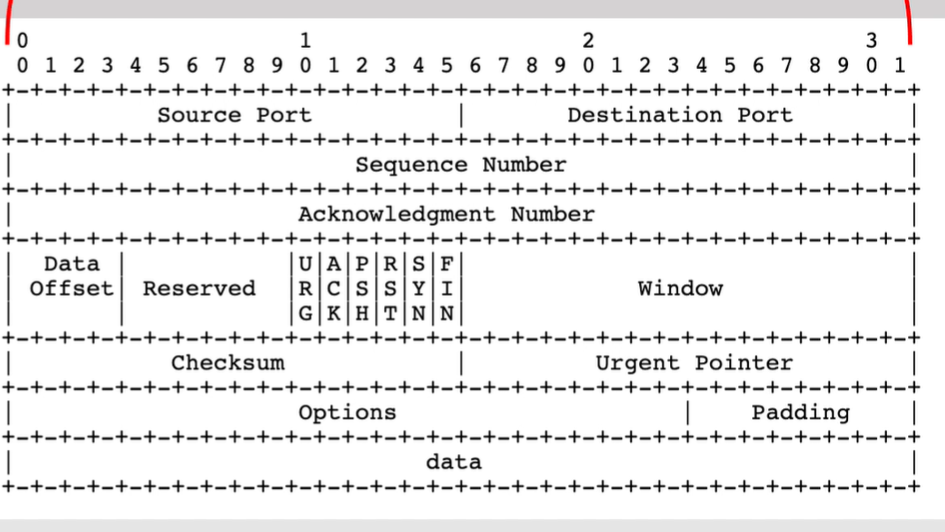 0                   1                   2                   3
0 1 2 3 4 5 6 7 8 9 0 1 2 3 4 5 6 7 8 9 0 1 2 3 4 5 6 7 8 9 0 1
+-+-+-+-+-+-+-+-+-+-+-+-+-+-+-+-+-+-+-+-+-+-+-+-+-+-+-+-+-+-+-+-+
|          Source Port          |       Destination Port        |
+-+-+-+-+-+-+-+-+-+-+-+-+-+-+-+-+-+-+-+-+-+-+-+-+-+-+-+-+-+-+-+-+
|                        Sequence Number                        |
+-+-+-+-+-+-+-+-+-+-+-+-+-+-+-+-+-+-+-+-+-+-+-+-+-+-+-+-+-+-+-+-+
|                    Acknowledgment Number                      |
+-+-+-+-+-+-+-+-+-+-+-+-+-+-+-+-+-+-+-+-+-+-+-+-+-+-+-+-+-+-+-+-+
|  Data |           |U|A|P|R|S|F|                               |
| Offset| Reserved  |R|C|S|S|Y|I|            Window             |
|       |           |G|K|H|T|N|N|                               |
+-+-+-+-+-+-+-+-+-+-+-+-+-+-+-+-+-+-+-+-+-+-+-+-+-+-+-+-+-+-+-+-+
|           Checksum            |         Urgent Pointer        |
+-+-+-+-+-+-+-+-+-+-+-+-+-+-+-+-+-+-+-+-+-+-+-+-+-+-+-+-+-+-+-+-+
|                    Options                    |    Padding    |
+-+-+-+-+-+-+-+-+-+-+-+-+-+-+-+-+-+-+-+-+-+-+-+-+-+-+-+-+-+-+-+-+
|                             data                              |
+-+-+-+-+-+-+-+-+-+-+-+-+-+-+-+-+-+-+-+-+-+-+-+-+-+-+-+-+-+-+-+-+